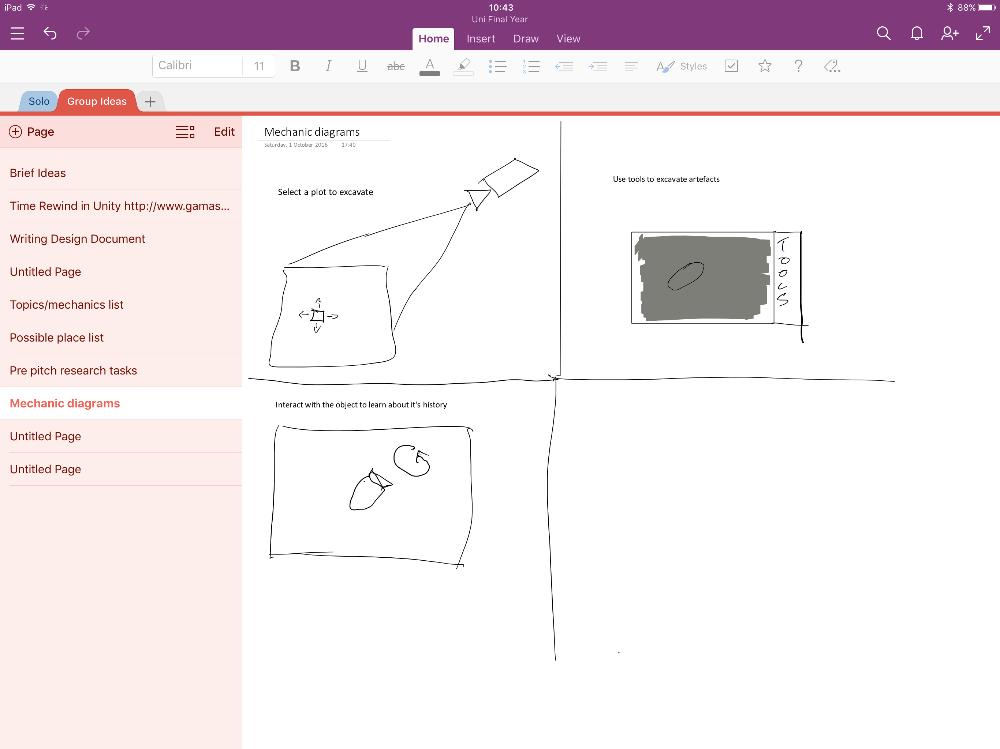 iPad
10:43
88%
Uni Final Year
Home Insert Draw View
Calibri 11 B I U abc A Styles
Solo Group Ideas
Page Edit
Brief Ideas
Time Rewind in Unity http://www.gamas...
Writing Design Document
Untitled Page
Topics/mechanics list
Possible place list
Pre pitch research tasks
Mechanic diagrams
Untitled Page
Untitled Page
Mechanic diagrams
Saturday, 1 October 2016 17:40
Select a plot to excavate
Use tools to excavate artefacts
T
O
O
L
S
Interact with the object to learn about it's history